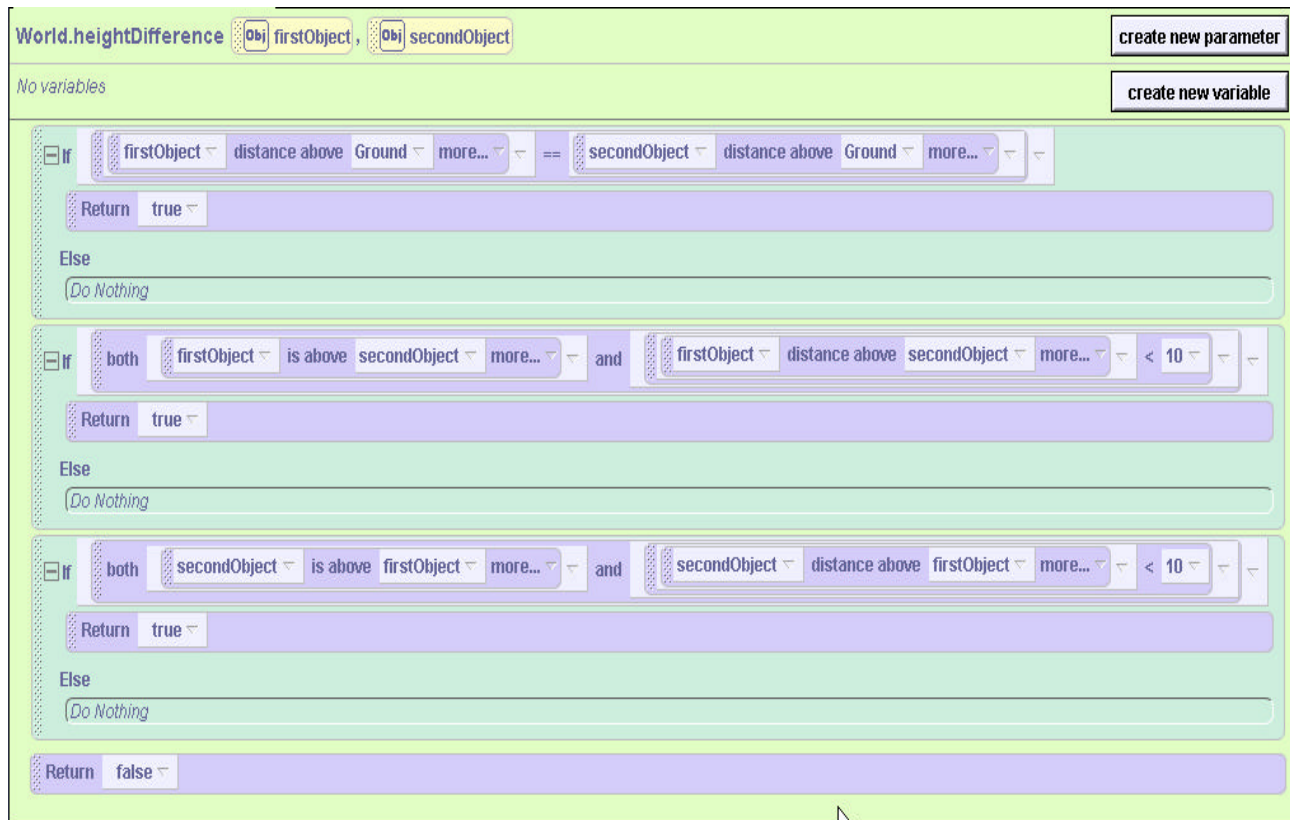 World.heightDifference Obj firstObject, Obj secondObject create new parameter
No variables create new variable
If firstObject distance above Ground more... == secondObject distance above Ground more...
Return true
Else
Do Nothing
If both firstObject is above secondObject more... and firstObject distance above secondObject more... < 10
Return true
Else
Do Nothing
If both secondObject is above firstObject more... and secondObject distance above firstObject more... < 10
Return true
Else
Do Nothing
Return false